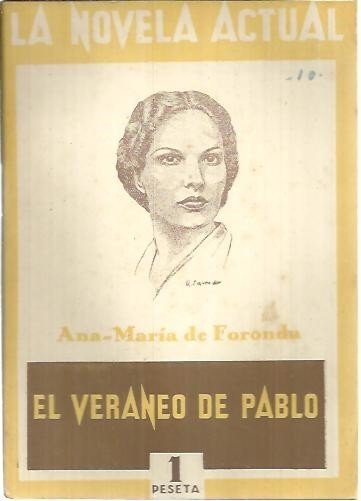 LA NOVELA ACTUAL
-10-
Ana-María de Foronda
EL VERANEO DE PABLO
1
PESETA